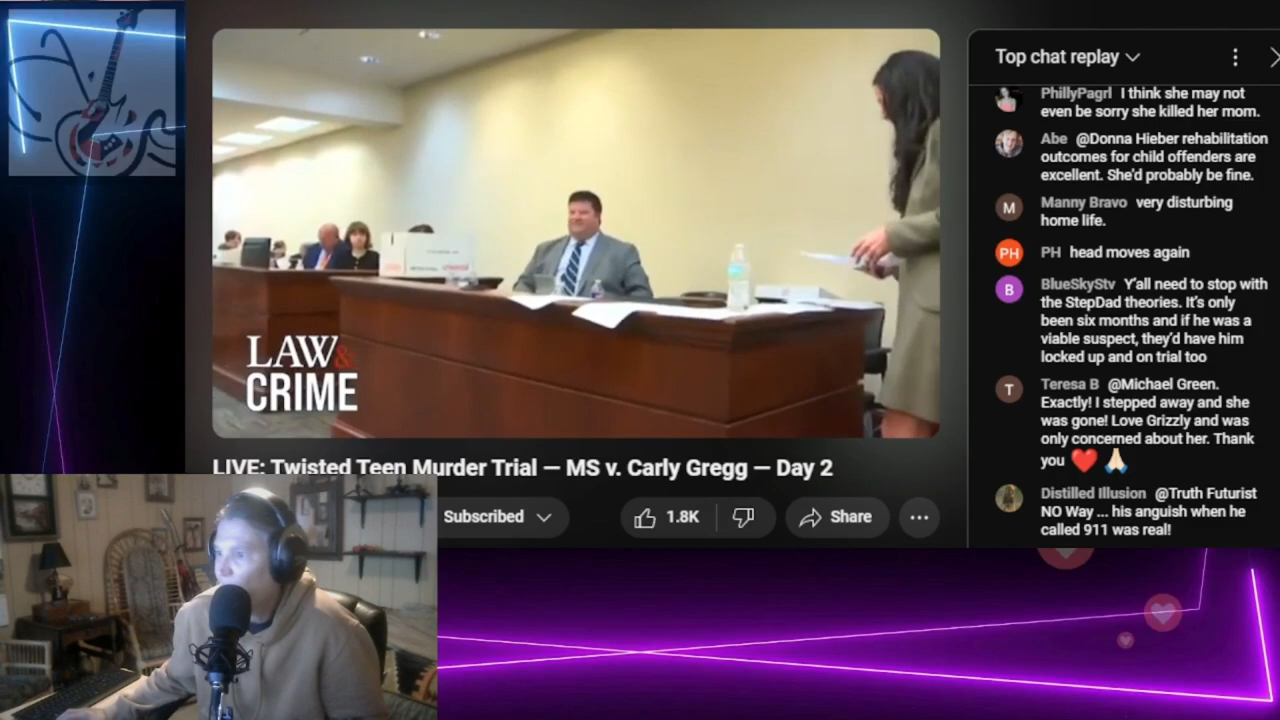 LAW&
CRIME
LIVE: Twisted Teen Murder Trial — MS v. Carly Gregg — Day 2
Subscribed
1.8K
Share
Top chat replay
PhillyPagrl I think she may not
even be sorry she killed her mom.
Abe @Donna Hieber rehabilitation
outcomes for child offenders are
excellent. She'd probably be fine.
M
Manny Bravo very disturbing
home life.
PH
PH head moves again
B
BlueSkyStv Y'all need to stop with
the StepDad theories. It's only
been six months and if he was a
viable suspect, they'd have him
locked up and on trial too
T
Teresa B @Michael Green.
Exactly! I stepped away and she
was gone! Love Grizzly and was
only concerned about her. Thank
you ❤️ 🙏🏻
Distilled Illusion @Truth Futurist
NO Way ... his anguish when he
called 911 was real!